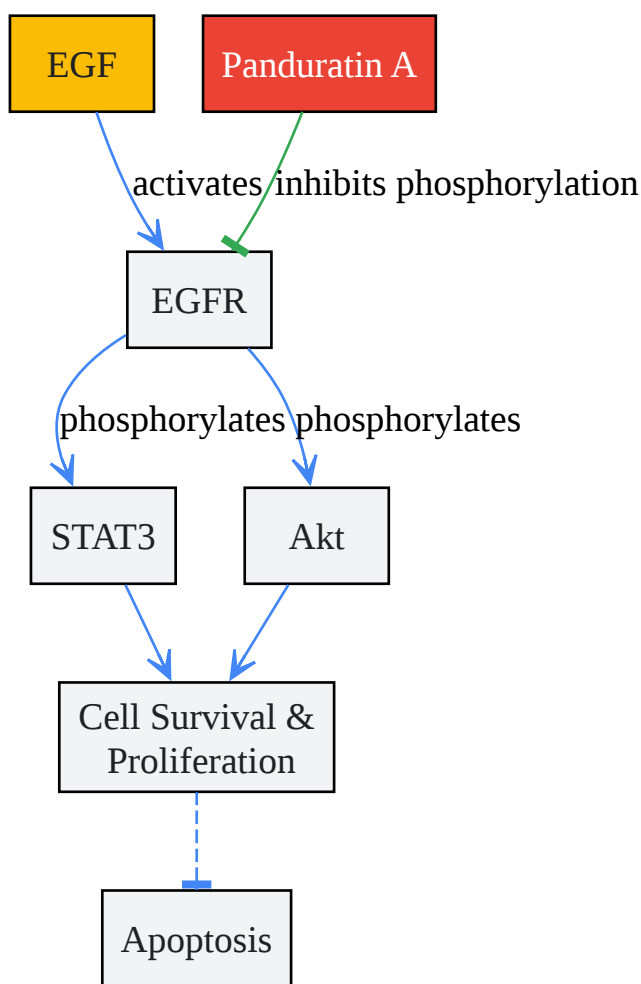 EGF
Panduratin A
activates
inhibits phosphorylation
EGFR
phosphorylates
phosphorylates
STAT3
Akt
Cell Survival &
Proliferation
Apoptosis